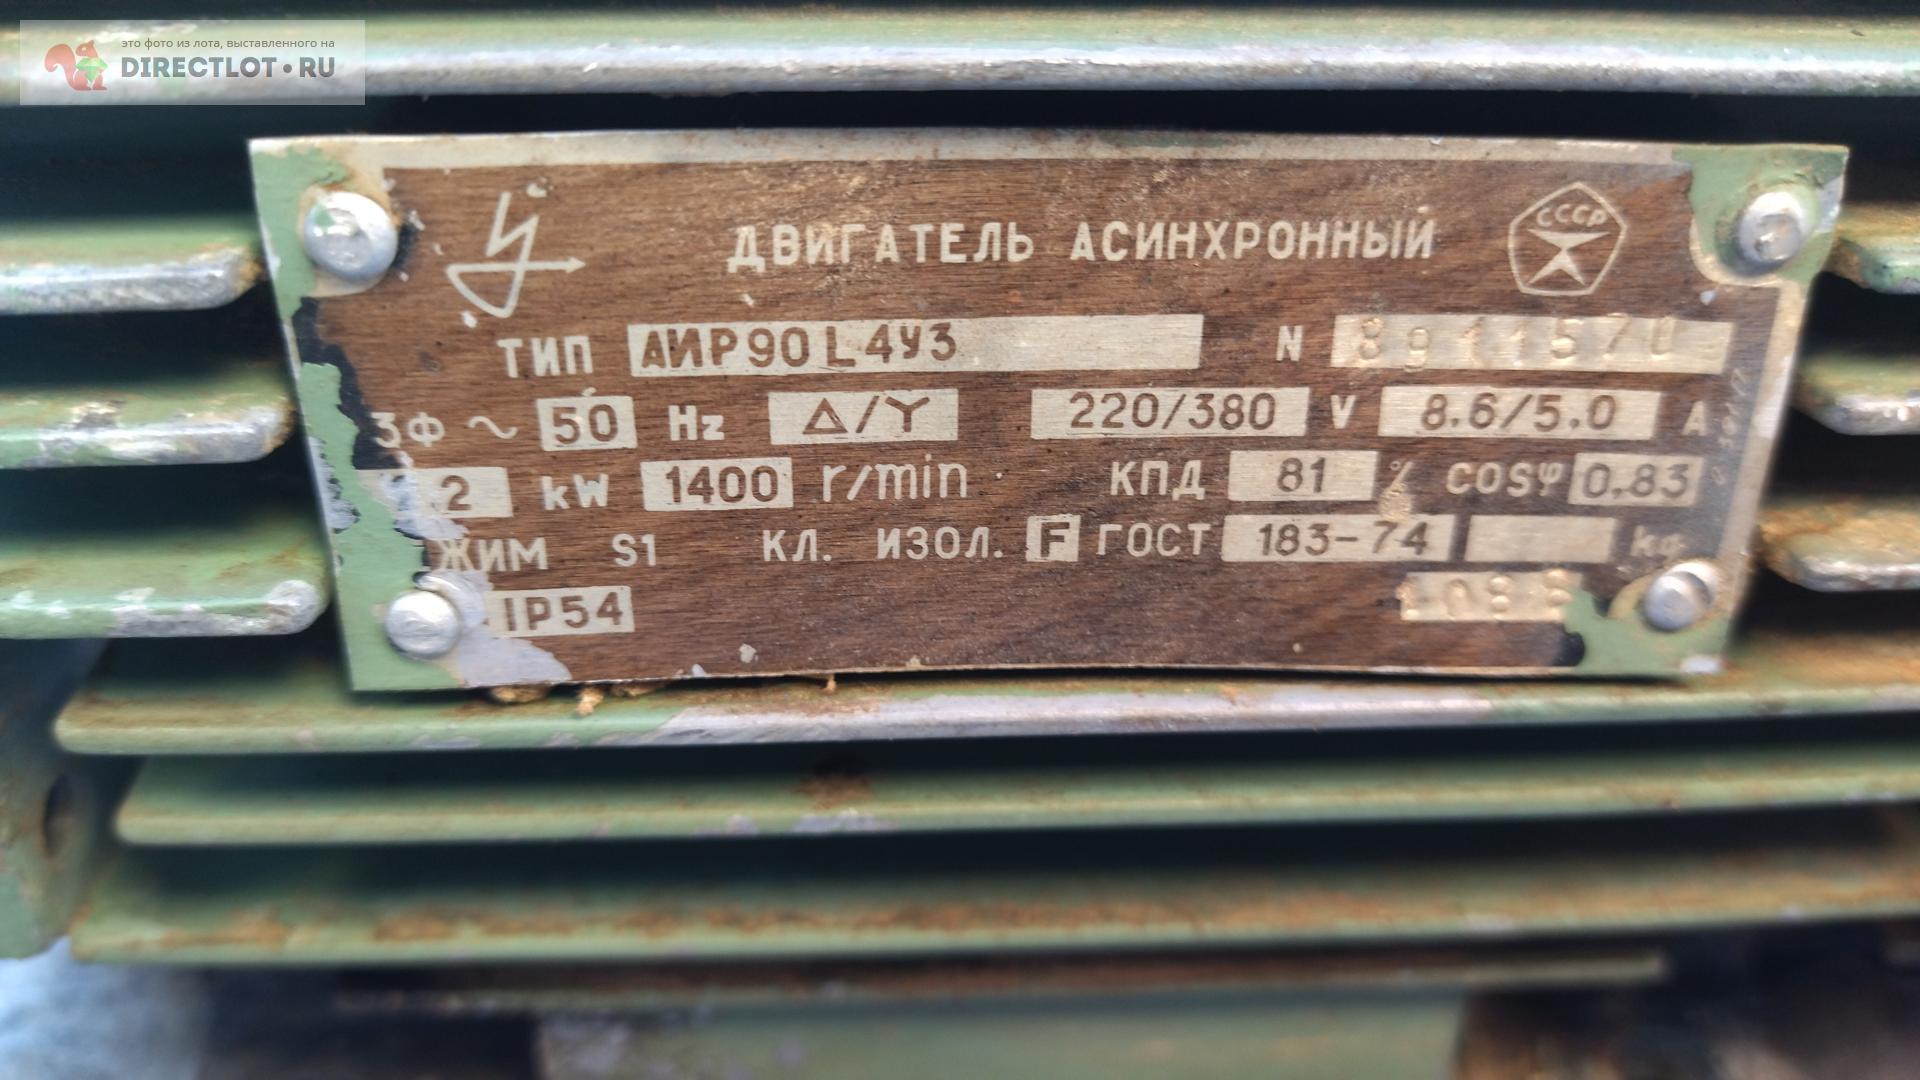 это фото из лота, выставленного на
DIRECTLOT.RU
ДВИГАТЕЛЬ АСИНХРОННЫЙ
СССР
ТИП АИР90L4У3 N 8911570
3Ф ~ 50 Hz Δ/Y 220/380 V 8.6/5.0 A
2 kW 1400 r/min КПД 81 % COSφ 0,83
ЖИМ S1 КЛ. ИЗОЛ. F ГОСТ 183-74 kg
IP54